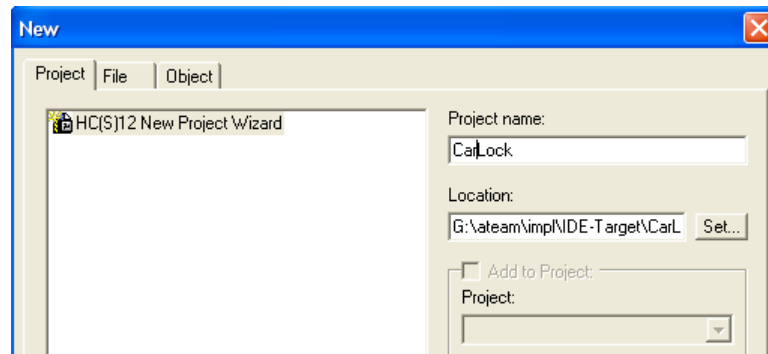 New
Project File Object
HC(S)12 New Project Wizard
Project name:
CarLock
Location:
G:\ateam\impl\IDE-Target\CarL Set...
Add to Project:
Project: